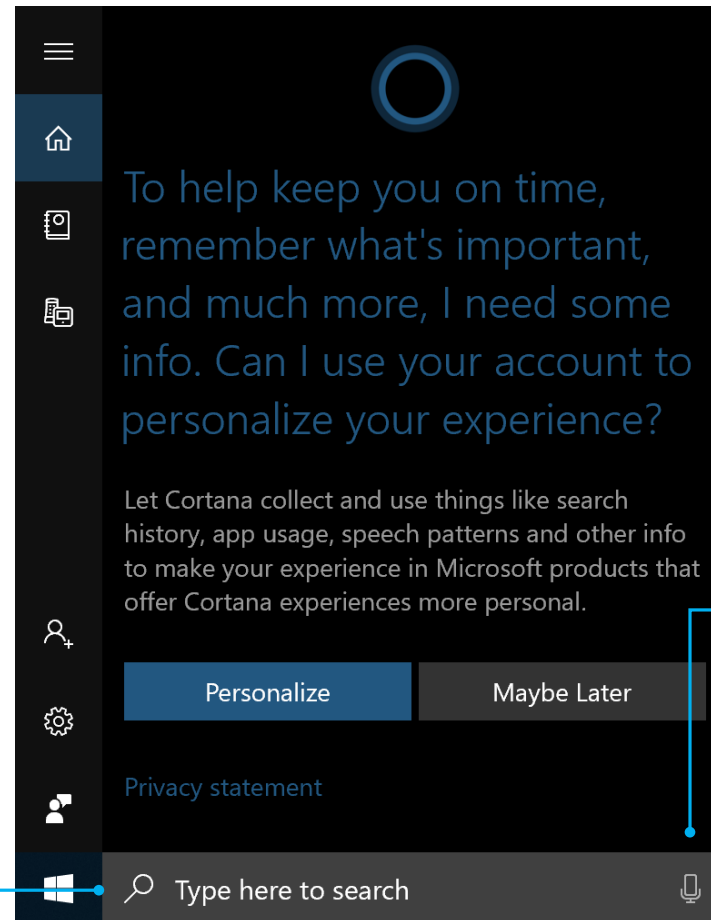 To help keep you on time,
remember what's important,
and much more, I need some
info. Can I use your account to
personalize your experience?
Let Cortana collect and use things like search
history, app usage, speech patterns and other info
to make your experience in Microsoft products that
offer Cortana experiences more personal.
Personalize
Maybe Later
Privacy statement
Type here to search